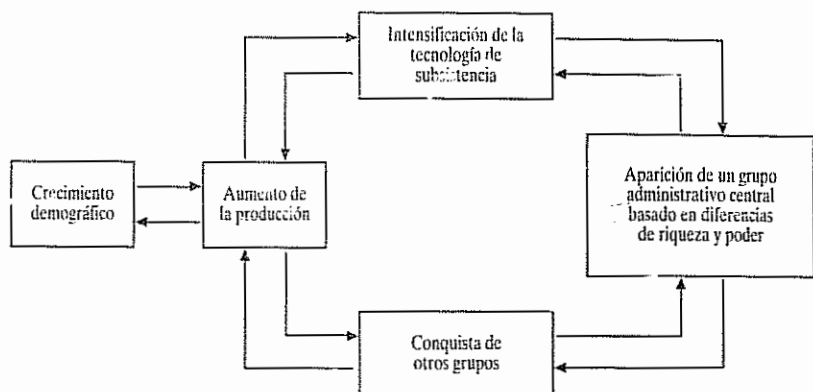 Intensificación de la
tecnología de
subsistencia
Crecimiento
demográfico
Aumento de
la producción
Aparición de un grupo
administrativo central
basado en diferencias
de riqueza y poder
Conquista de
otros grupos